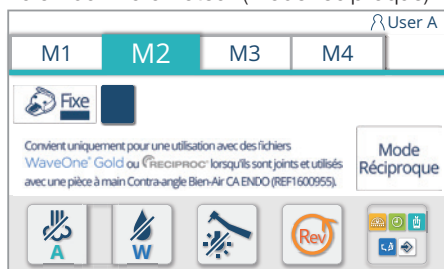 User A
M1 M2 M3 M4
Fixe
Convient uniquement pour une utilisation avec des fichiers
WaveOne® Gold ou RECIPROC® lorsqu'ils sont joints et utilisés
avec une pièce à main Contra-angle Bien-Air CA ENDO (REF1600955).
Mode
Réciproque
A
W
Rev